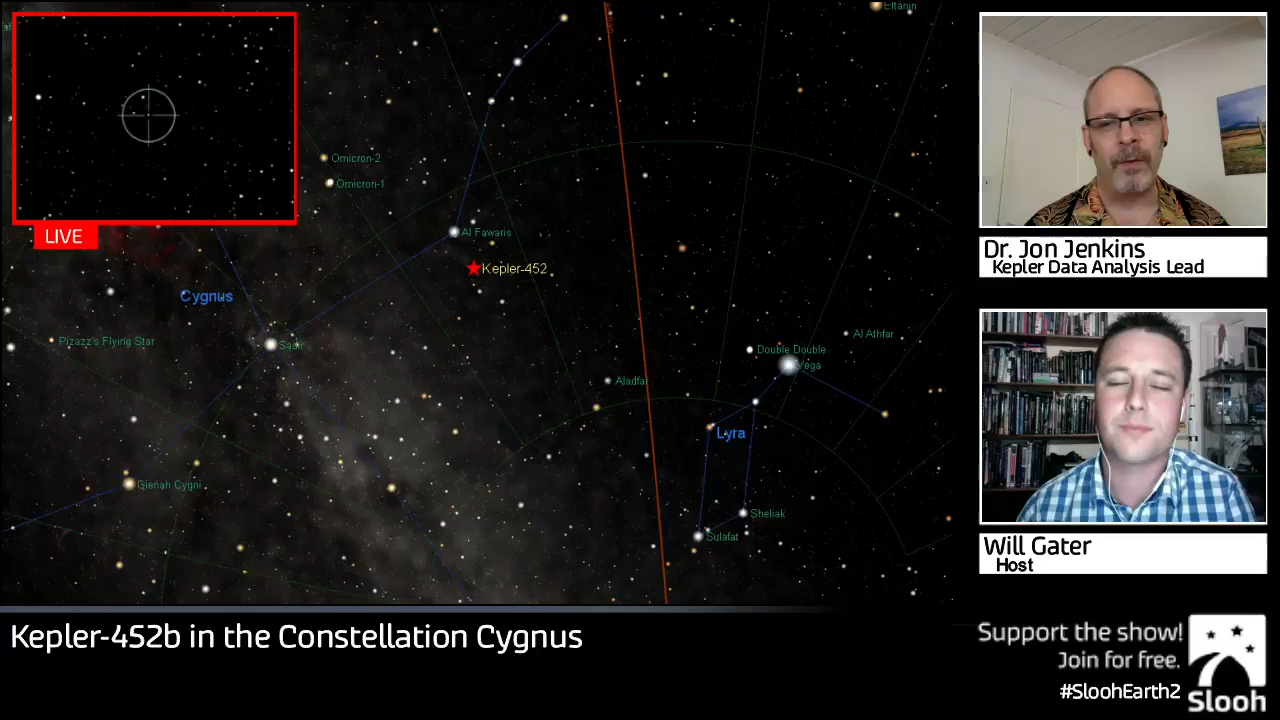 Eltanin
Omicron-2
Omicron-1
LIVE
Al Fawaris
Kepler-452
Cygnus
Pizazz's Flying Star
Sadr
Al Athfar
Double Double
Vega
Aladfar
Lyra
Gienah Cygni
Sheliak
Sulafat
Dr. Jon Jenkins
Kepler Data Analysis Lead
Will Gater
Host
Kepler-452b in the Constellation Cygnus
Support the show!
Join for free.
#SloohEarth2
Slooh